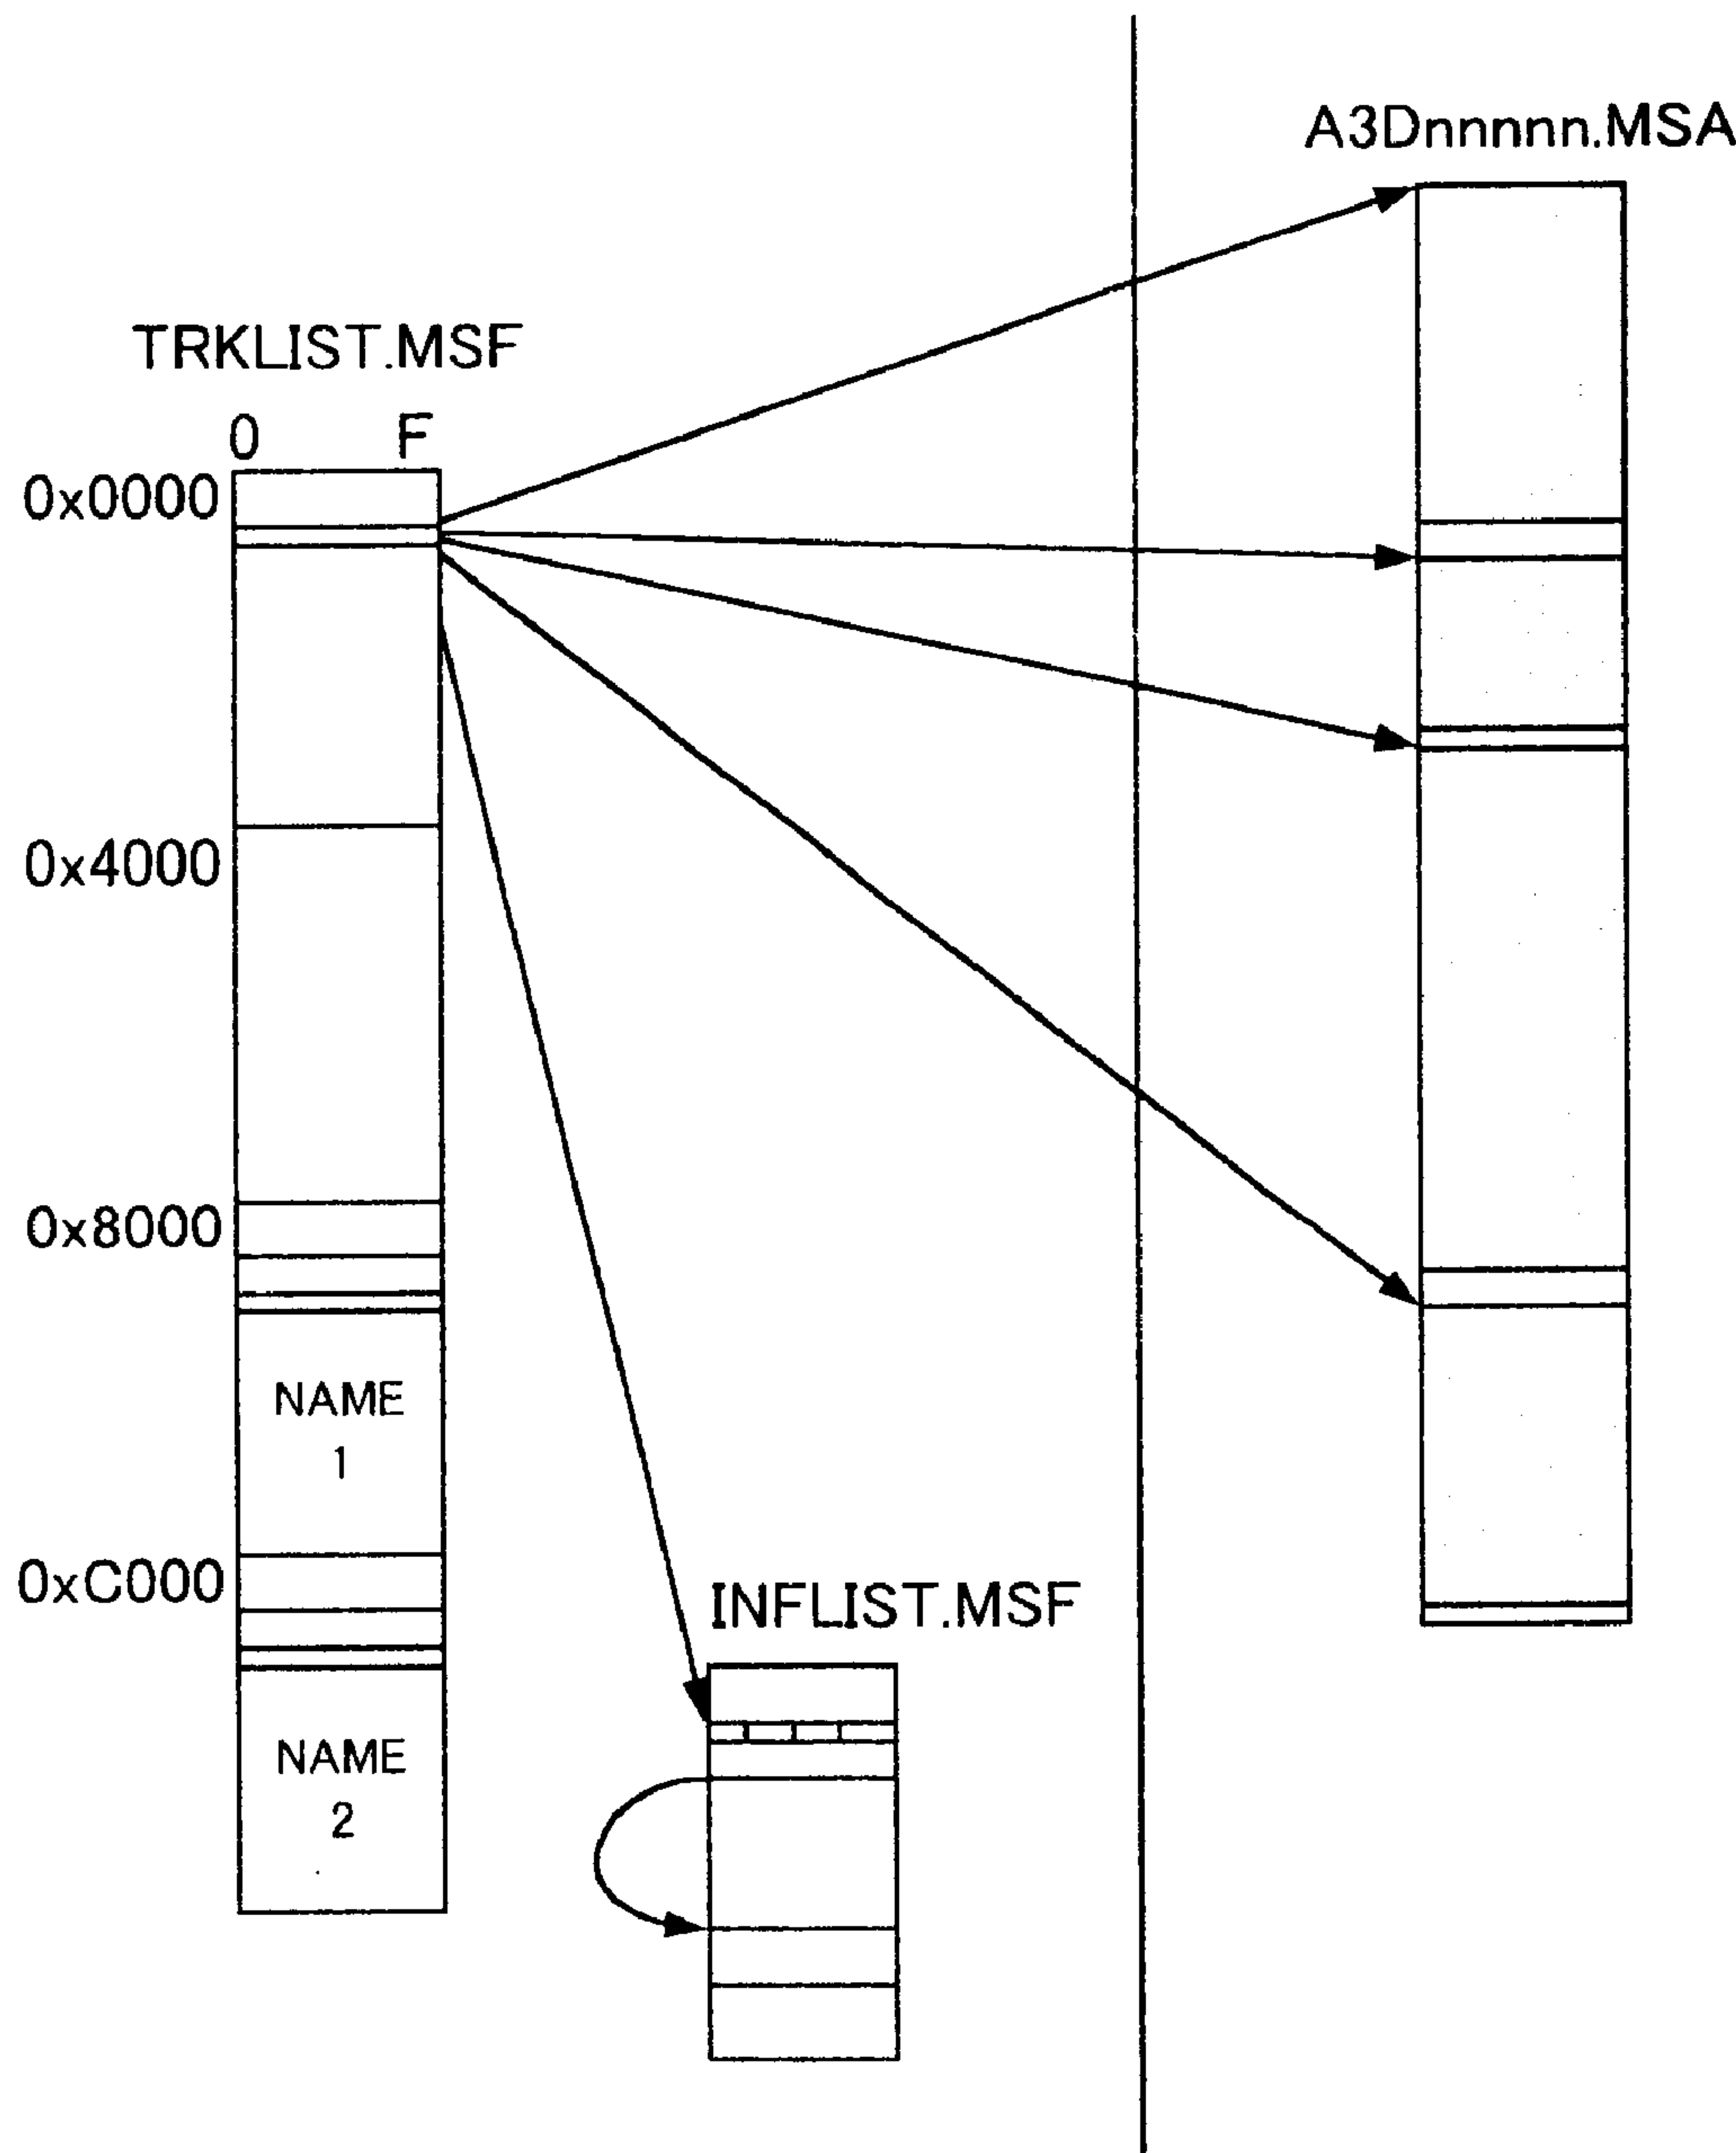 A3Dnnnnn.MSA
TRKLIST.MSF
0 F
0x0000
0x4000
0x8000
NAME
1
0xC000
INFLIST.MSF
NAME
2